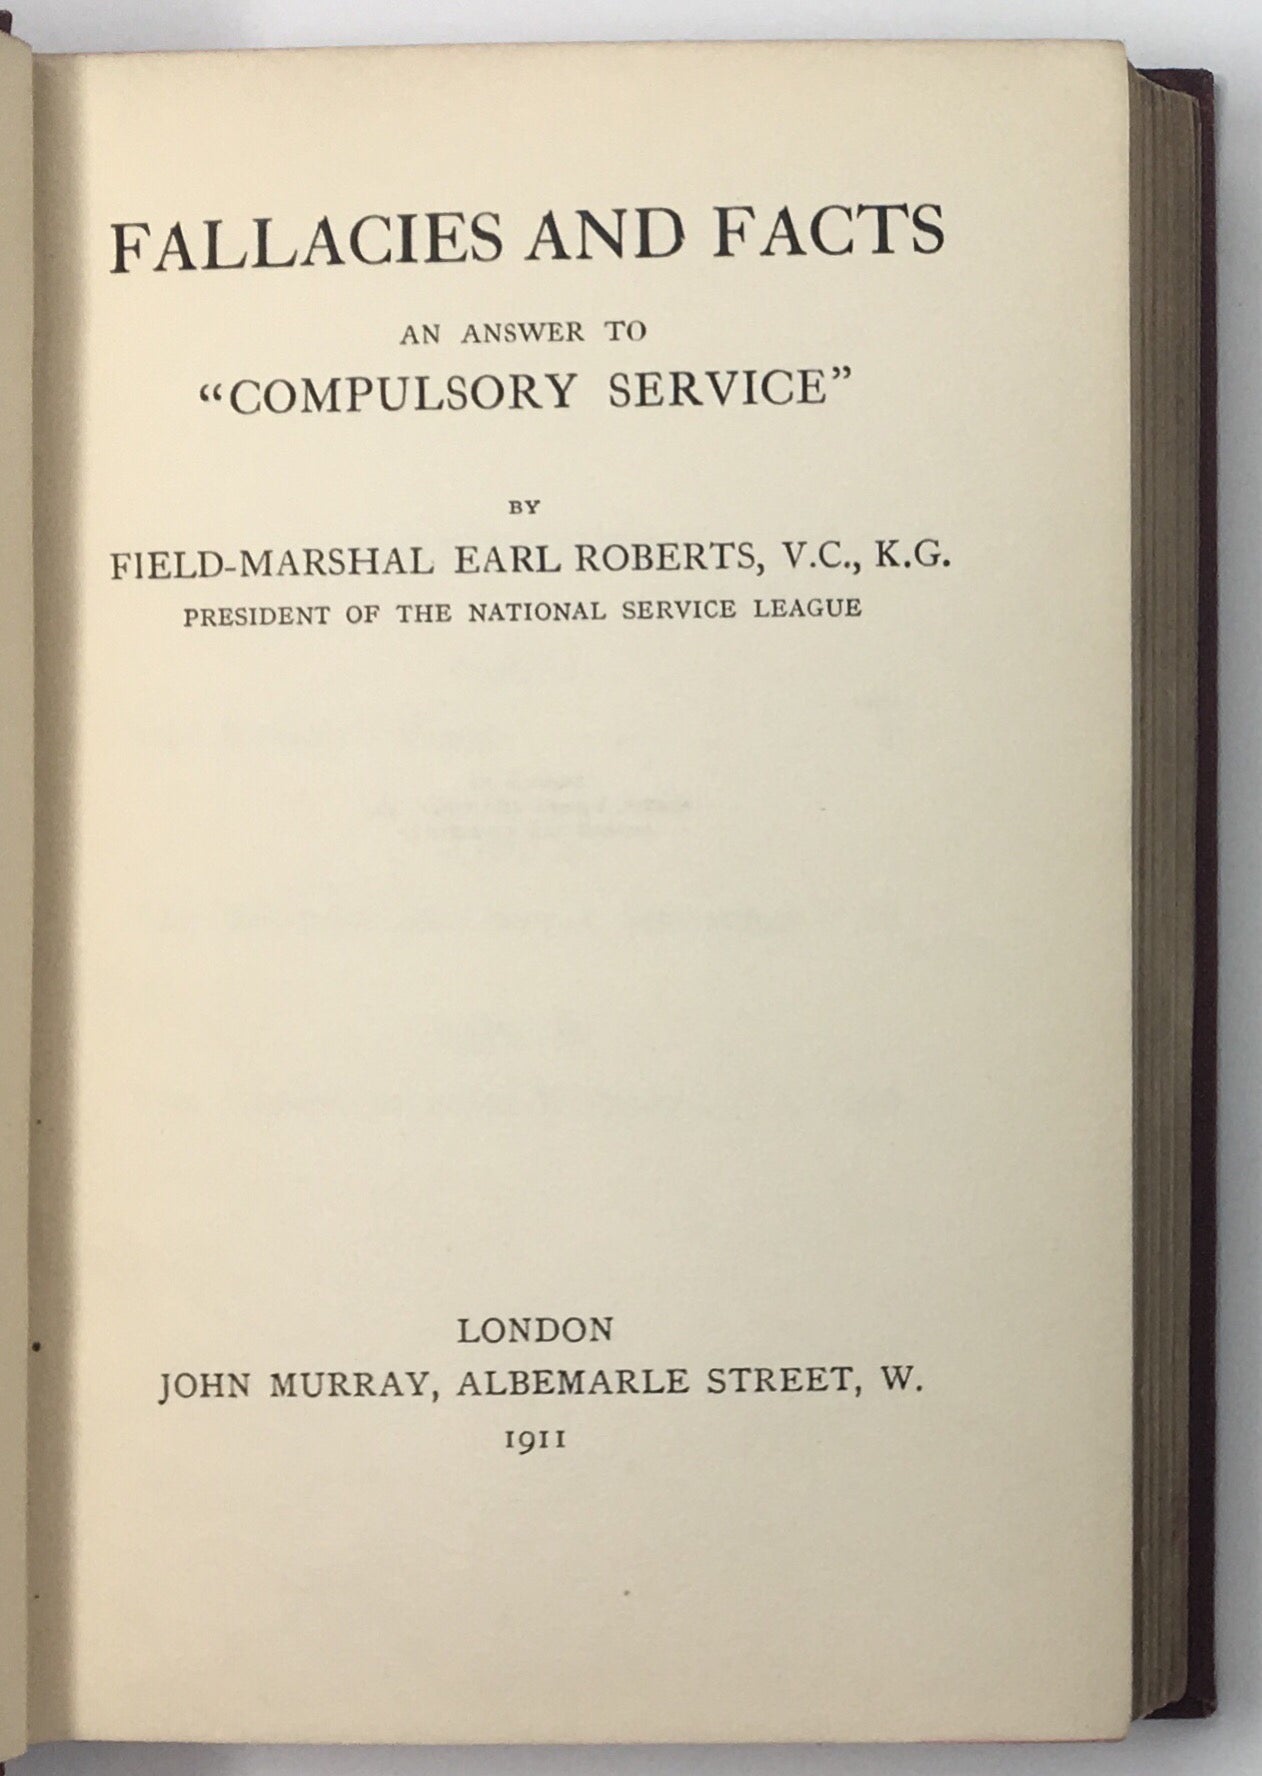 FALLACIES AND FACTS
AN ANSWER TO
“COMPULSORY SERVICE”
BY
FIELD-MARSHAL EARL ROBERTS, V.C., K.G.
PRESIDENT OF THE NATIONAL SERVICE LEAGUE
LONDON
JOHN MURRAY, ALBEMARLE STREET, W.
1911